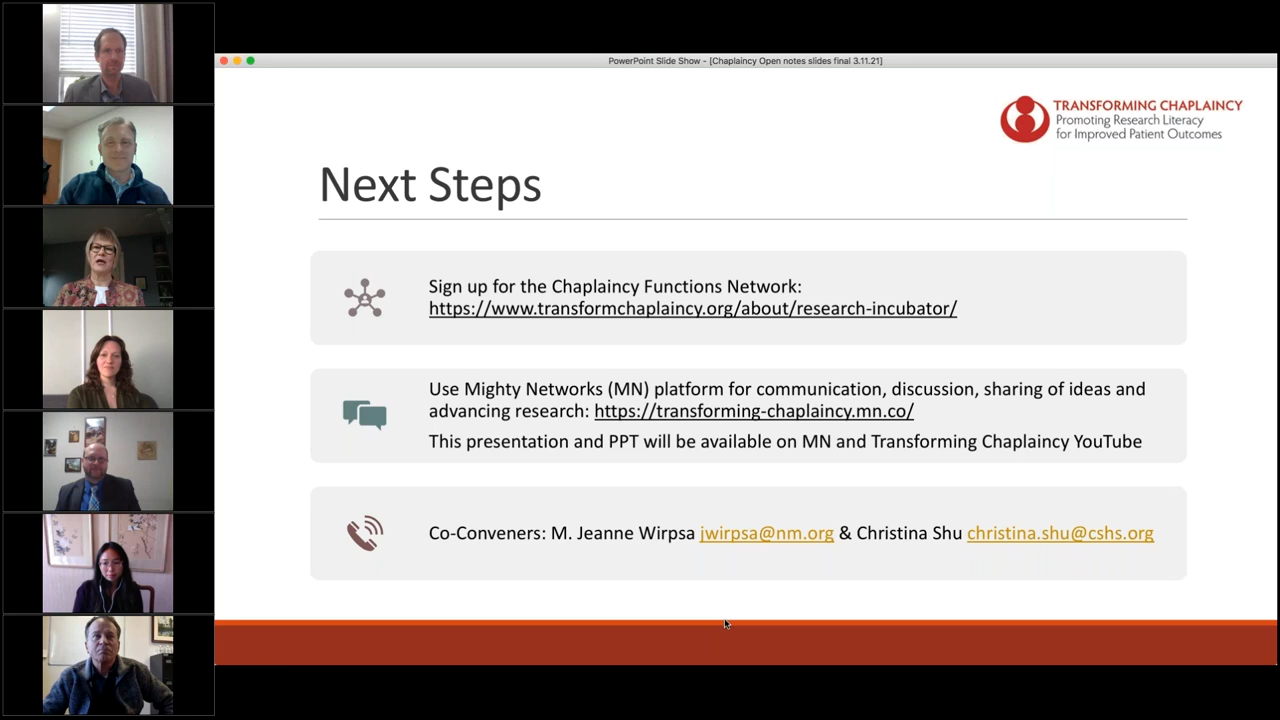 PowerPoint Slide Show - [Chaplaincy Open notes slides final 3.11.21]
TRANSFORMING CHAPLAINCY
Promoting Research Literacy
for Improved Patient Outcomes
Next Steps
Sign up for the Chaplaincy Functions Network:
https://www.transformchaplaincy.org/about/research-incubator/
Use Mighty Networks (MN) platform for communication, discussion, sharing of ideas and
advancing research: https://transforming-chaplaincy.mn.co/
This presentation and PPT will be available on MN and Transforming Chaplaincy YouTube
Co-Conveners: M. Jeanne Wirpsa jwirpsa@nm.org & Christina Shu christina.shu@cshs.org